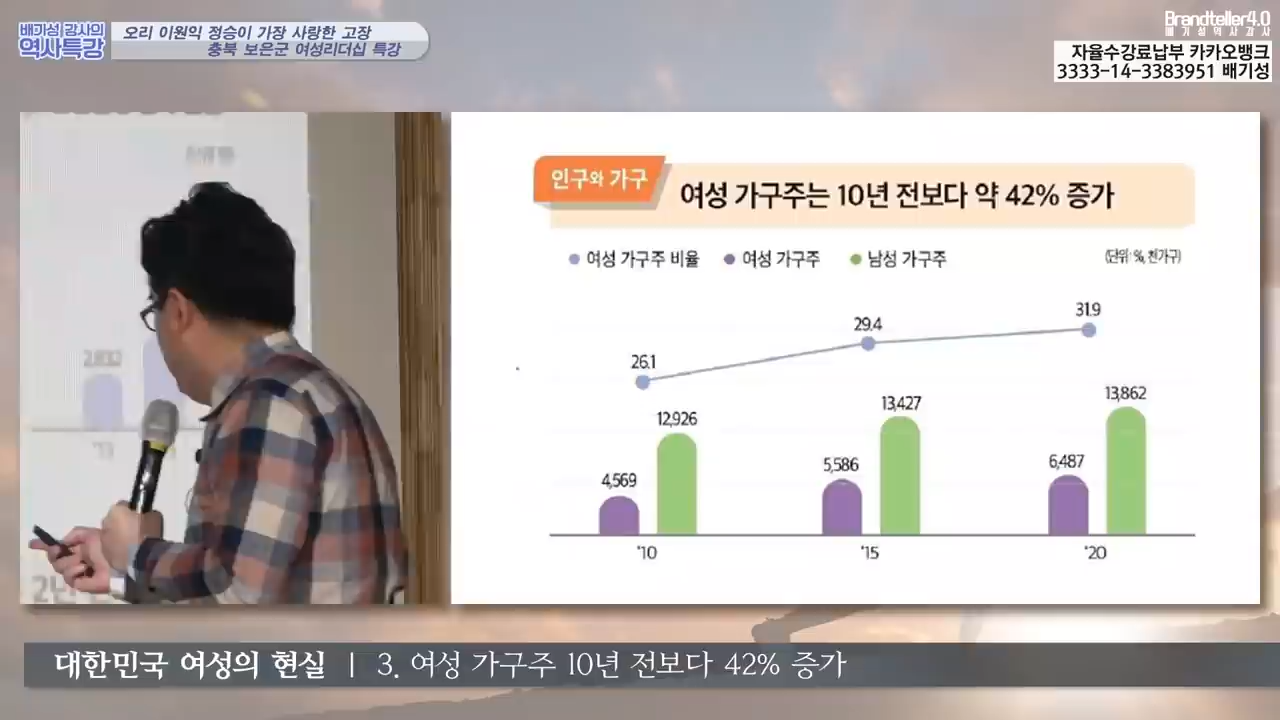 배기성 강사의
역사특강
오리 이원익 정승이 가장 사랑한 고장
충북 보은군 여성리더십 특강
Brandteller4.0
배기성역사강사
자율수강료납부 카카오뱅크
3333-14-3383951 배기성
인구와 가구
여성 가구주는 10년 전보다 약 42% 증가
여성 가구주 비율 여성 가구주 남성 가구주 (단위: %, 천가구)
26.1 29.4 31.9
4,569 12,926 5,586 13,427 6,487 13,862
'10 '15 '20
대한민국 여성의 현실 | 3. 여성 가구주 10년 전보다 42% 증가